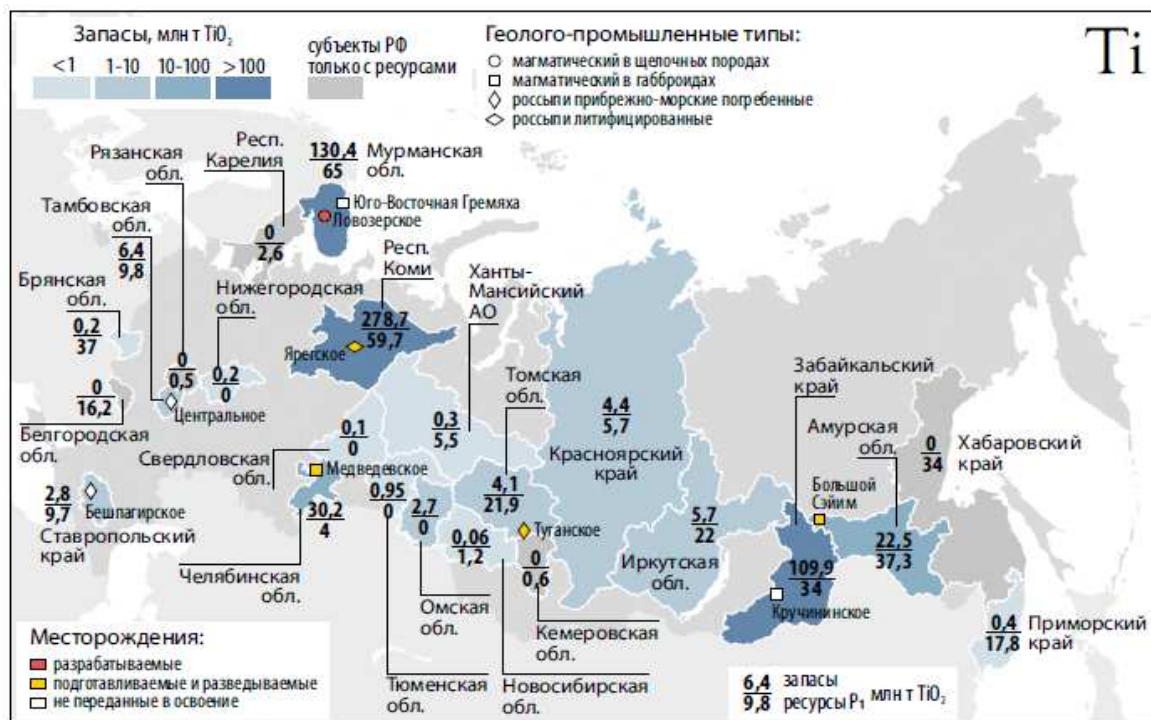 Запасы, млн т TiO₂
<1 1-10 10-100 >100
субъекты РФ
только с ресурсами
Геолого-промышленные типы:
магматический в щелочных породах
магматический в габброидах
россыпи прибрежно-морские погребенные
россыпи литифицированные
Ti
Рязанская
обл.
Респ.
Карелия
130,4
65
Мурманская
обл.
Юго-Восточная Гремяха
Ловозерское
Тамбовская
обл.
6,4
9,8
0
2,6
Респ.
Коми
Ханты-
Мансийский
АО
Брянская
обл.
0,2
37
Нижегородская
обл.
278,7
59,7
Ярегское
0
0,5
0,2
0
Томская
обл.
Забайкальский
край
0
16,2
Центральное
Белгородская
обл.
0,1
0
0,3
5,5
4,4
5,7
Красноярский
край
Амурская
обл.
0
34
Хабаровский
край
Свердловская
обл.
Медведевское
2,8
9,7
Бешпагирское
Ставропольский
край
30,2
4
0,95
0
2,7
0
4,1
21,9
0,06
1,2
Туганское
0
0,6
5,7
22
Иркутская
обл.
Большой
Сэйим
22,5
37,3
109,9
34
Кручининское
Челябинская
обл.
Омская
обл.
Кемеровская
обл.
0,4
17,8
Приморский
край
Тюменская
обл.
Новосибирская
обл.
Месторождения:
разрабатываемые
подготавливаемые и разведываемые
не переданные в освоение
6,4 запасы
9,8 ресурсы P₁ млн т TiO₂